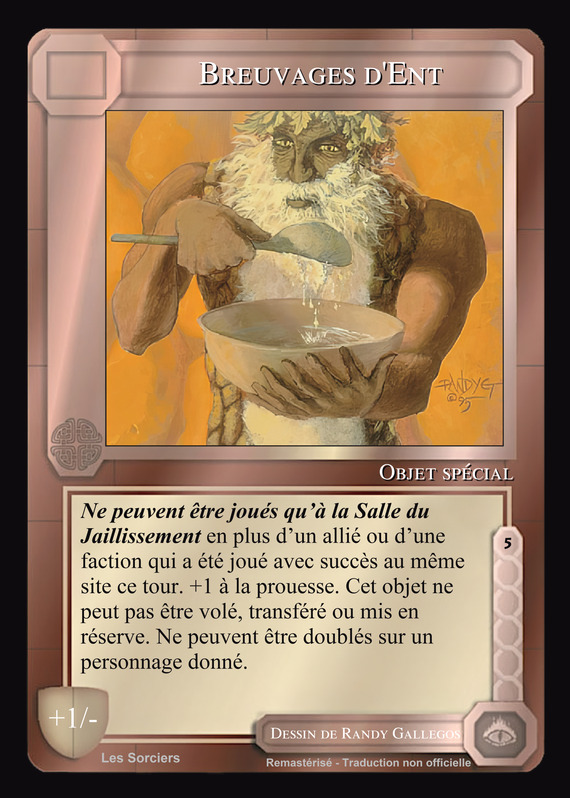 Breuvages d'Ent
RANDY G
©95
Objet spécial
Ne peuvent être joués qu'à la Salle du
Jaillissement en plus d'un allié ou d'une
faction qui a été joué avec succès au même
site ce tour. +1 à la prouesse. Cet objet ne
peut pas être volé, transféré ou mis en
réserve. Ne peuvent être doublés sur un
personnage donné.
5
+1/-
Dessin de Randy Gallegos
Les Sorciers
Remastérisé - Traduction non officielle